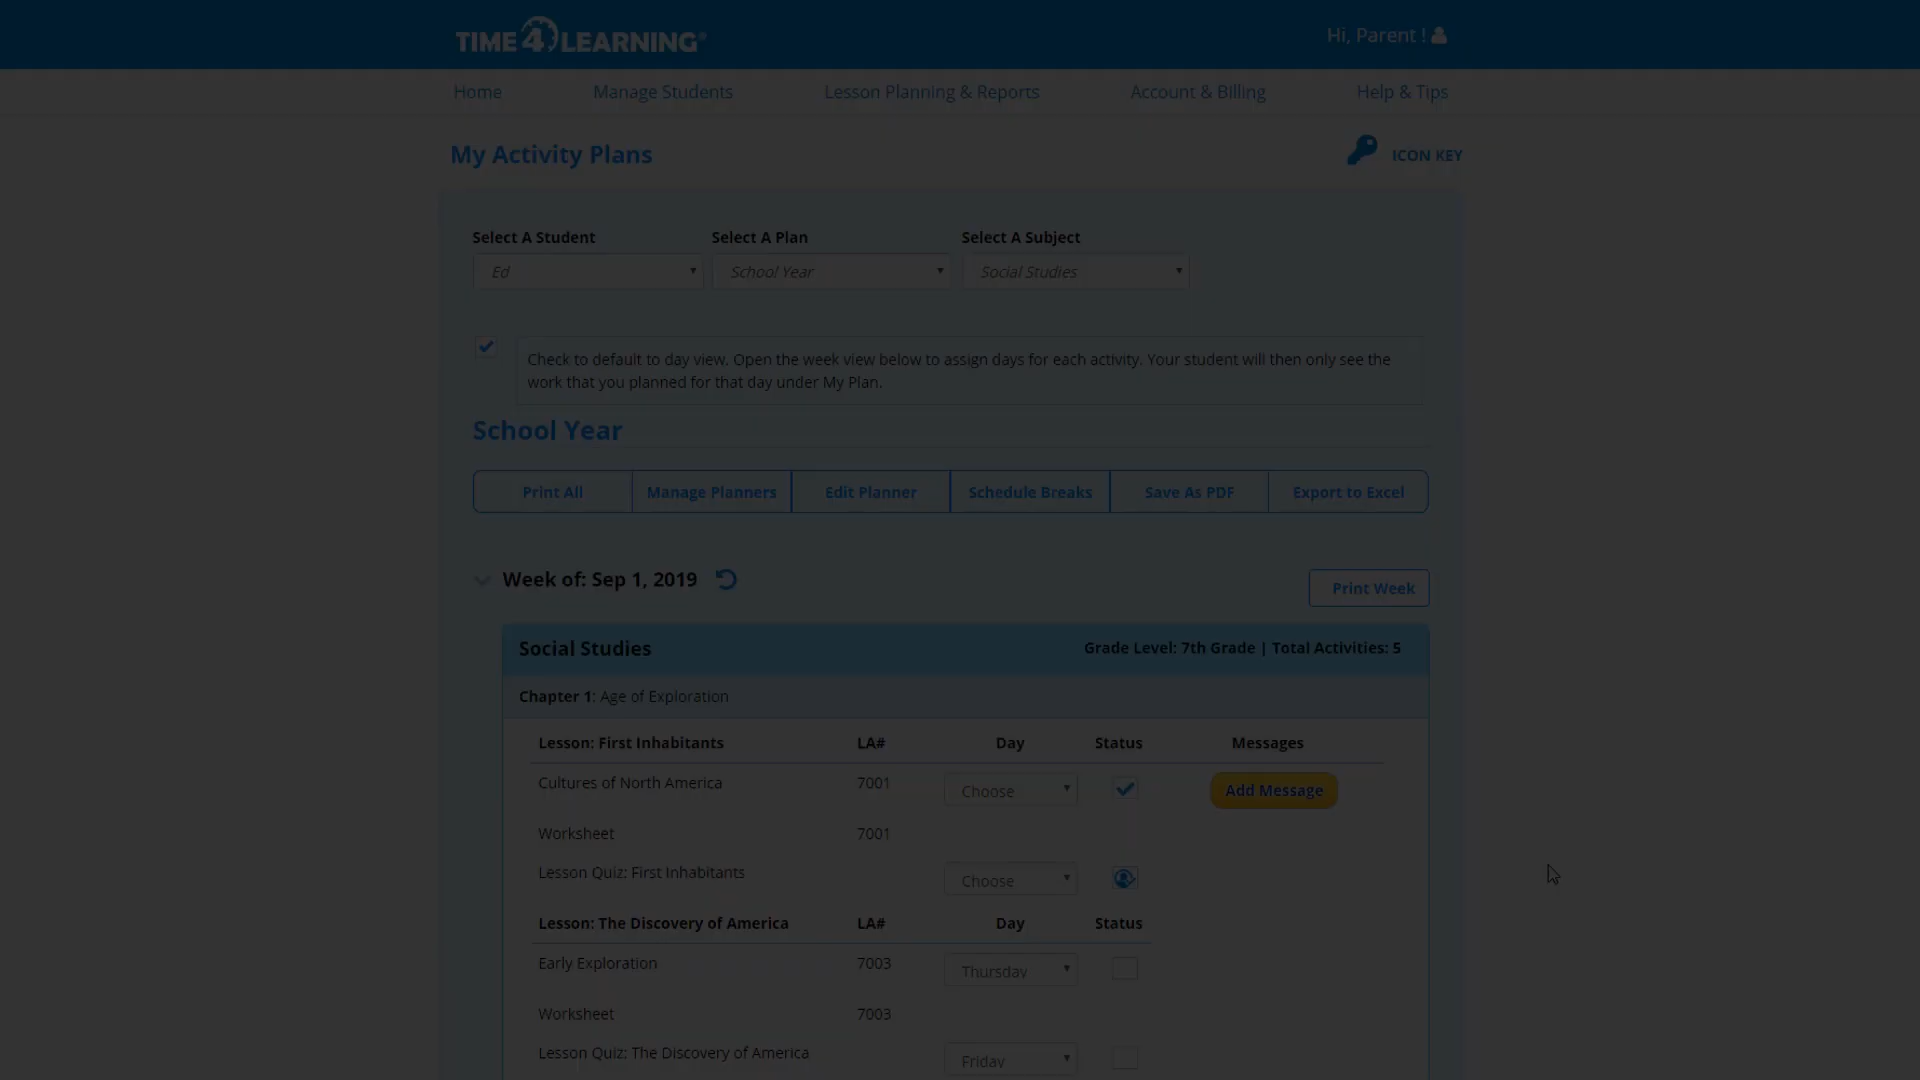 TIME4LEARNING®
Hi, Parent !
Home Manage Students Lesson Planning & Reports Account & Billing Help & Tips
My Activity Plans
ICON KEY
Select A Student Select A Plan Select A Subject
Ed School Year Social Studies
Check to default to day view. Open the week view below to assign days for each activity. Your student will then only see the
work that you planned for that day under My Plan.
School Year
Print All Manage Planners Edit Planner Schedule Breaks Save As PDF Export to Excel
Week of: Sep 1, 2019
Print Week
Social Studies Grade Level: 7th Grade | Total Activities: 5
Chapter 1: Age of Exploration
Lesson: First Inhabitants LA# Day Status Messages
Cultures of North America 7001 Choose Add Message
Worksheet 7001
Lesson Quiz: First Inhabitants Choose
Lesson: The Discovery of America LA# Day Status
Early Exploration 7003 Thursday
Worksheet 7003
Lesson Quiz: The Discovery of America Friday